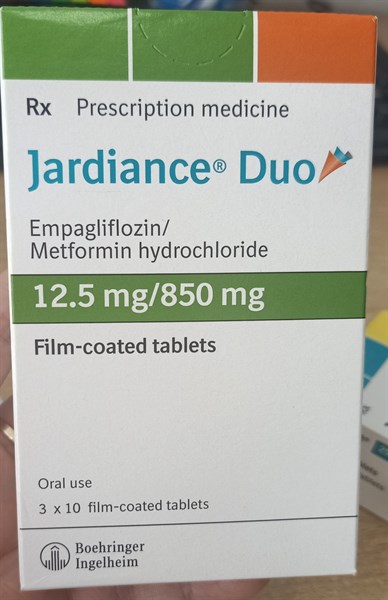 Rx Prescription medicine
Jardiance® Duo
Empagliflozin/
Metformin hydrochloride
12.5 mg/850 mg
Film-coated tablets
Oral use
3 x 10 film-coated tablets
Boehringer
Ingelheim